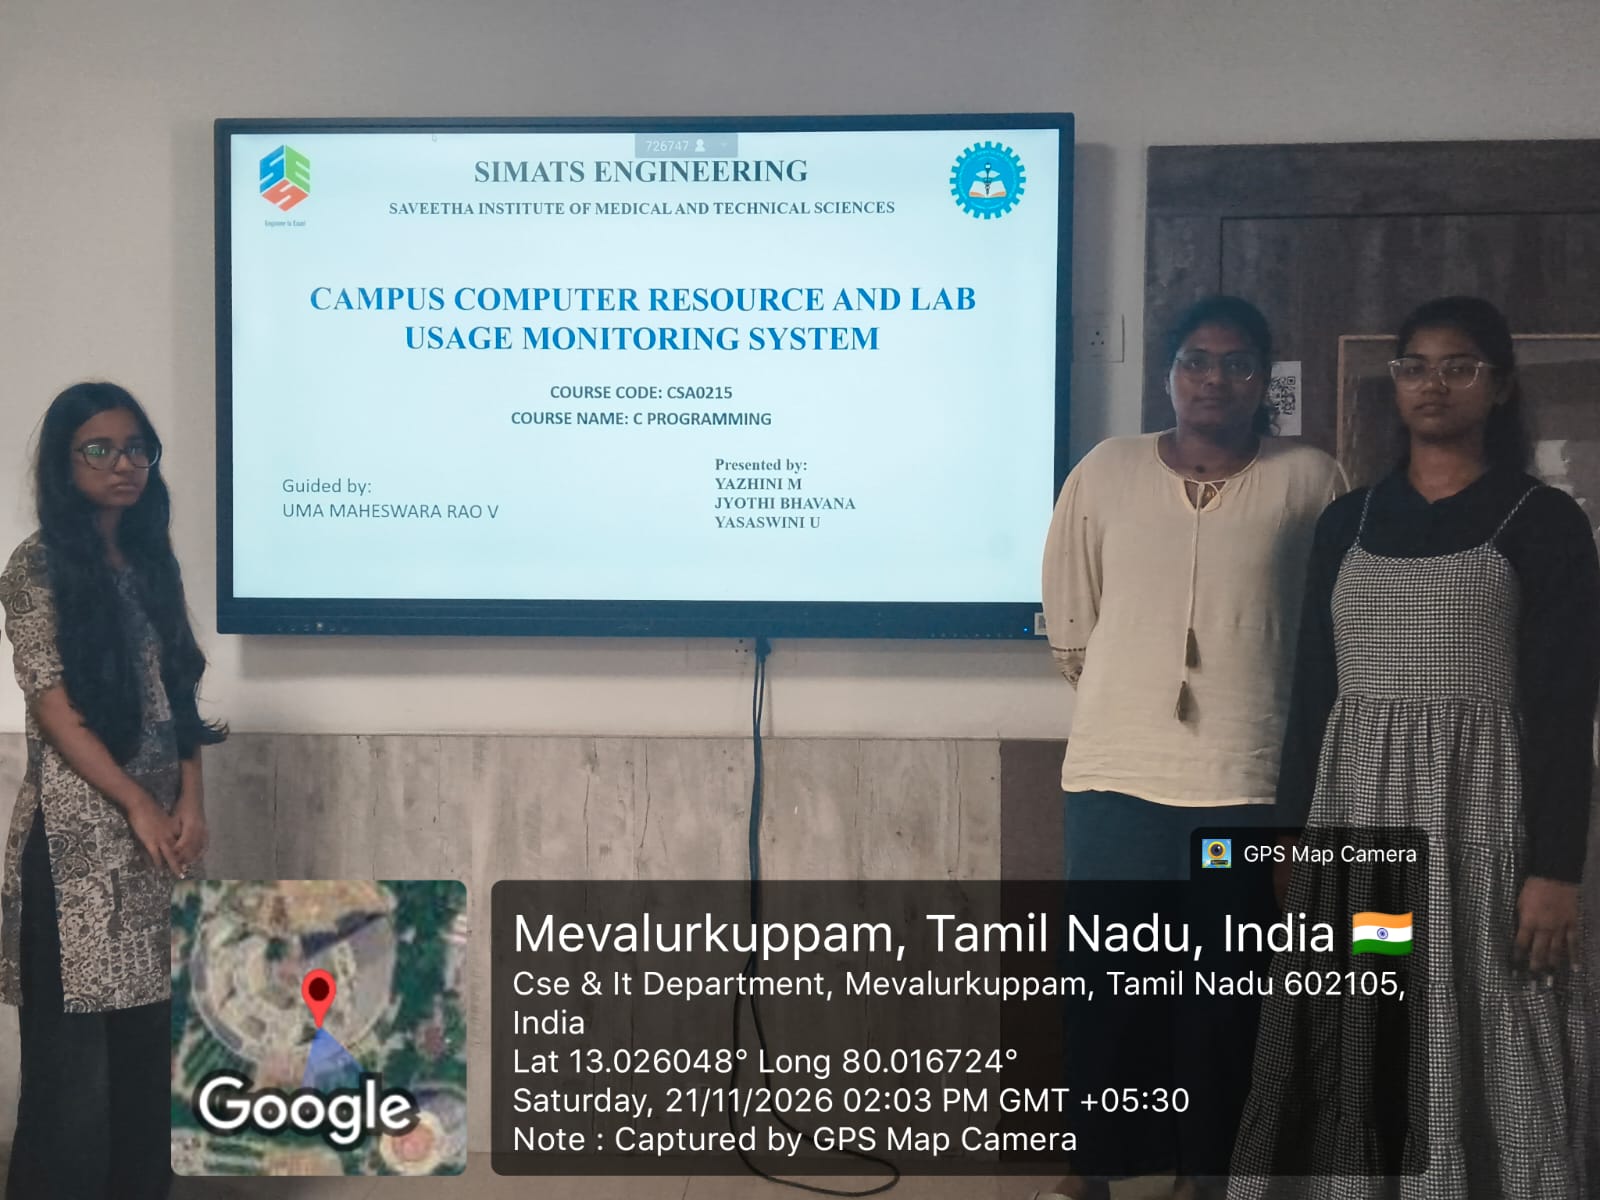 726747
SIMATS ENGINEERING
SAVEETHA INSTITUTE OF MEDICAL AND TECHNICAL SCIENCES
Engineer to Excel
CAMPUS COMPUTER RESOURCE AND LAB
USAGE MONITORING SYSTEM
COURSE CODE: CSA0215
COURSE NAME: C PROGRAMMING
Guided by:
UMA MAHESWARA RAO V
Presented by:
YAZHINI M
JYOTHI BHAVANA
YASASWINI U
GPS Map Camera
Mevalurkuppam, Tamil Nadu, India
Cse & It Department, Mevalurkuppam, Tamil Nadu 602105,
India
Lat 13.026048° Long 80.016724°
Saturday, 21/11/2026 02:03 PM GMT +05:30
Note : Captured by GPS Map Camera
Google